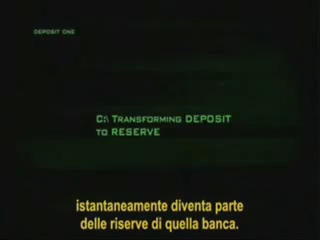 DEPOSIT ONE
C:\ TRANSFORMING DEPOSIT
TO RESERVE
istantaneamente diventa parte
delle riserve di quella banca.